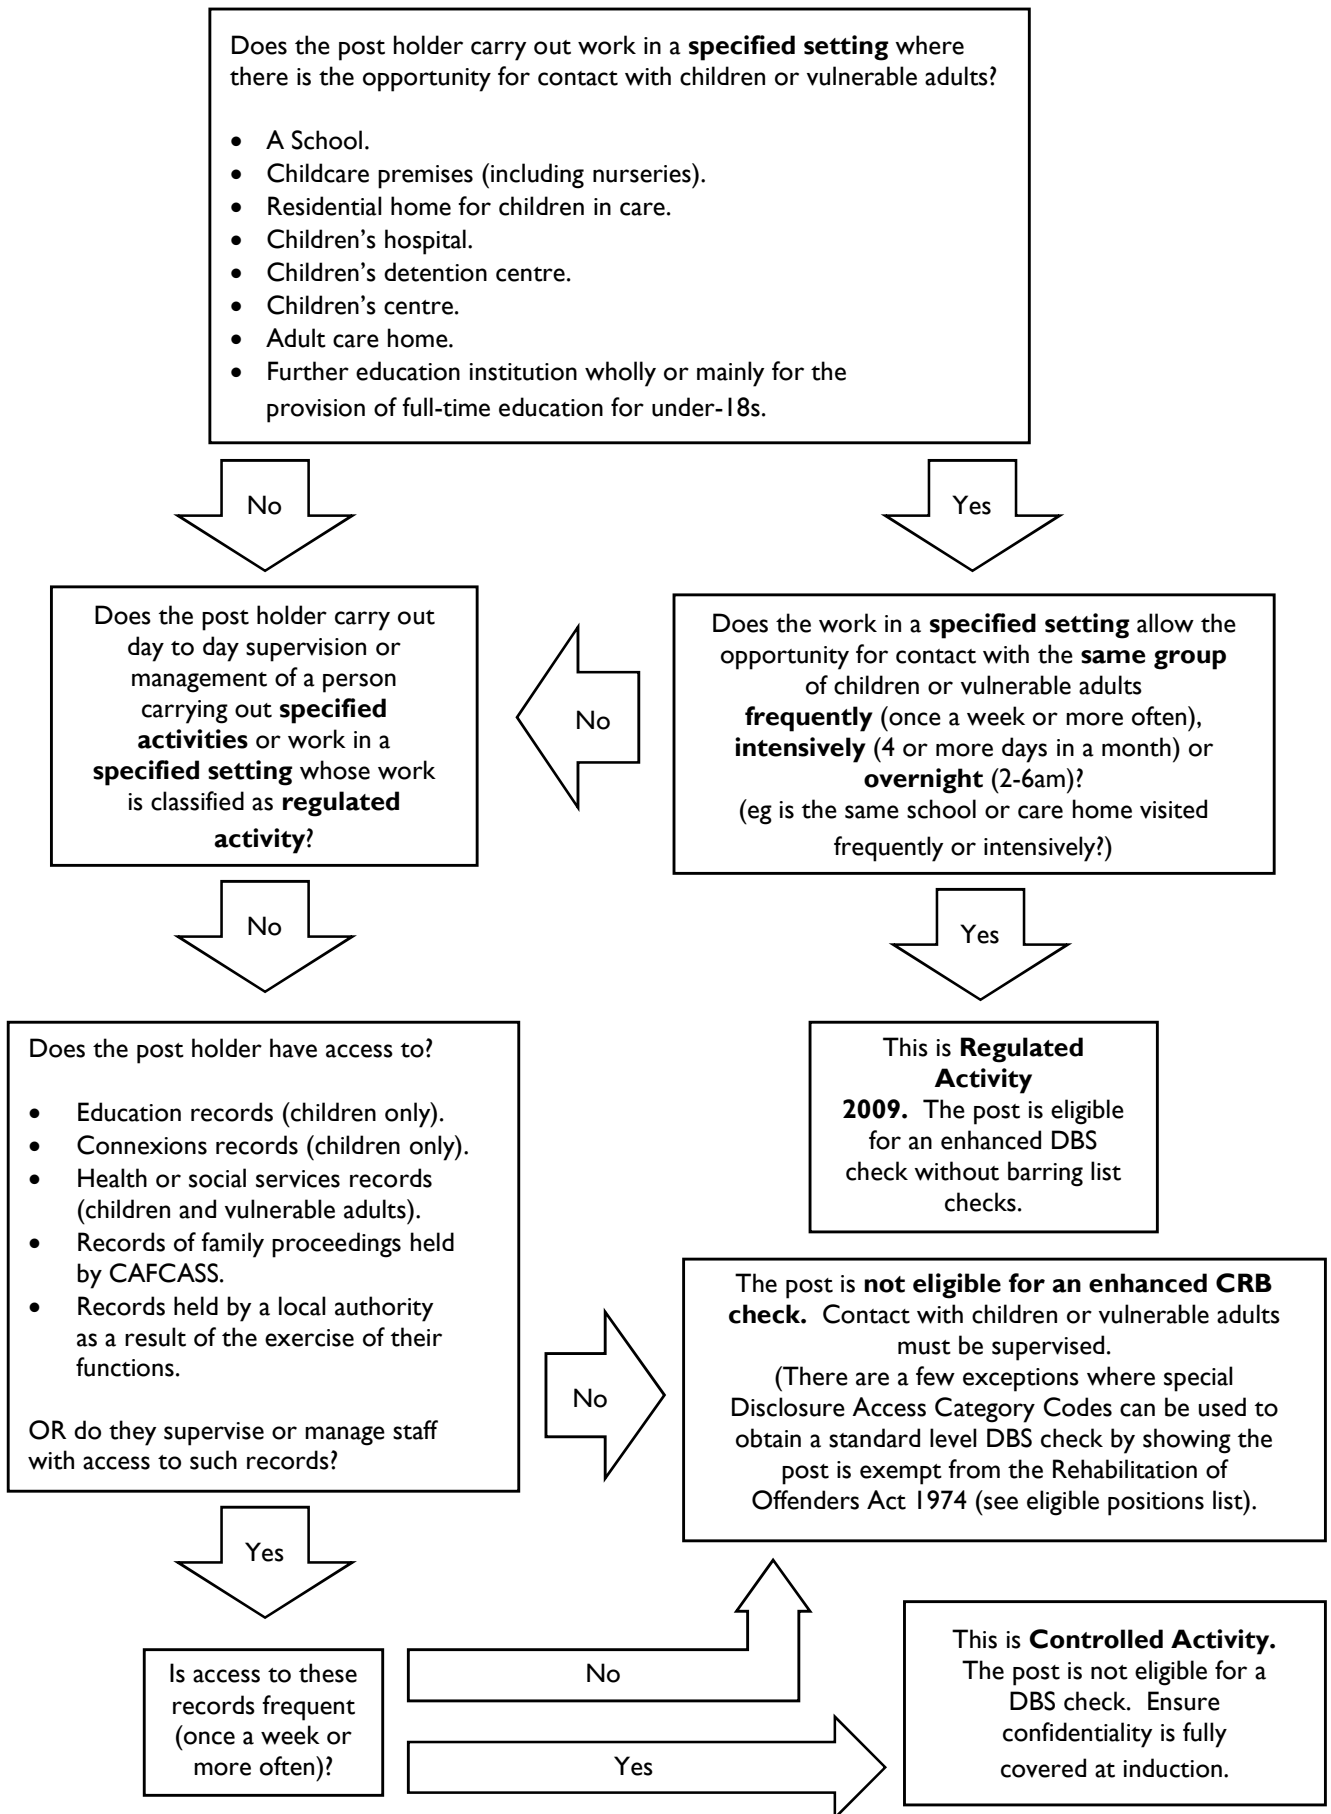 Does the post holder carry out work in a specified setting where
there is the opportunity for contact with children or vulnerable adults?
• A School.
• Childcare premises (including nurseries).
• Residential home for children in care.
• Children’s hospital.
• Children’s detention centre.
• Children’s centre.
• Adult care home.
• Further education institution wholly or mainly for the
provision of full-time education for under-18s.
No
Yes
Does the post holder carry out
day to day supervision or
management of a person
carrying out specified
activities or work in a
specified setting whose work
is classified as regulated
activity?
No
Does the work in a specified setting allow the
opportunity for contact with the same group
of children or vulnerable adults
frequently (once a week or more often),
intensively (4 or more days in a month) or
overnight (2-6am)?
(eg is the same school or care home visited
frequently or intensively?)
No
Yes
Does the post holder have access to?
• Education records (children only).
• Connexions records (children only).
• Health or social services records
(children and vulnerable adults).
• Records of family proceedings held
by CAFCASS.
• Records held by a local authority
as a result of the exercise of their
functions.
OR do they supervise or manage staff
with access to such records?
This is Regulated
Activity
2009. The post is eligible
for an enhanced DBS
check without barring list
checks.
No
The post is not eligible for an enhanced CRB
check. Contact with children or vulnerable adults
must be supervised.
(There are a few exceptions where special
Disclosure Access Category Codes can be used to
obtain a standard level DBS check by showing the
post is exempt from the Rehabilitation of
Offenders Act 1974 (see eligible positions list).
Yes
Is access to these
records frequent
(once a week or
more often)?
No
Yes
This is Controlled Activity.
The post is not eligible for a
DBS check. Ensure
confidentiality is fully
covered at induction.